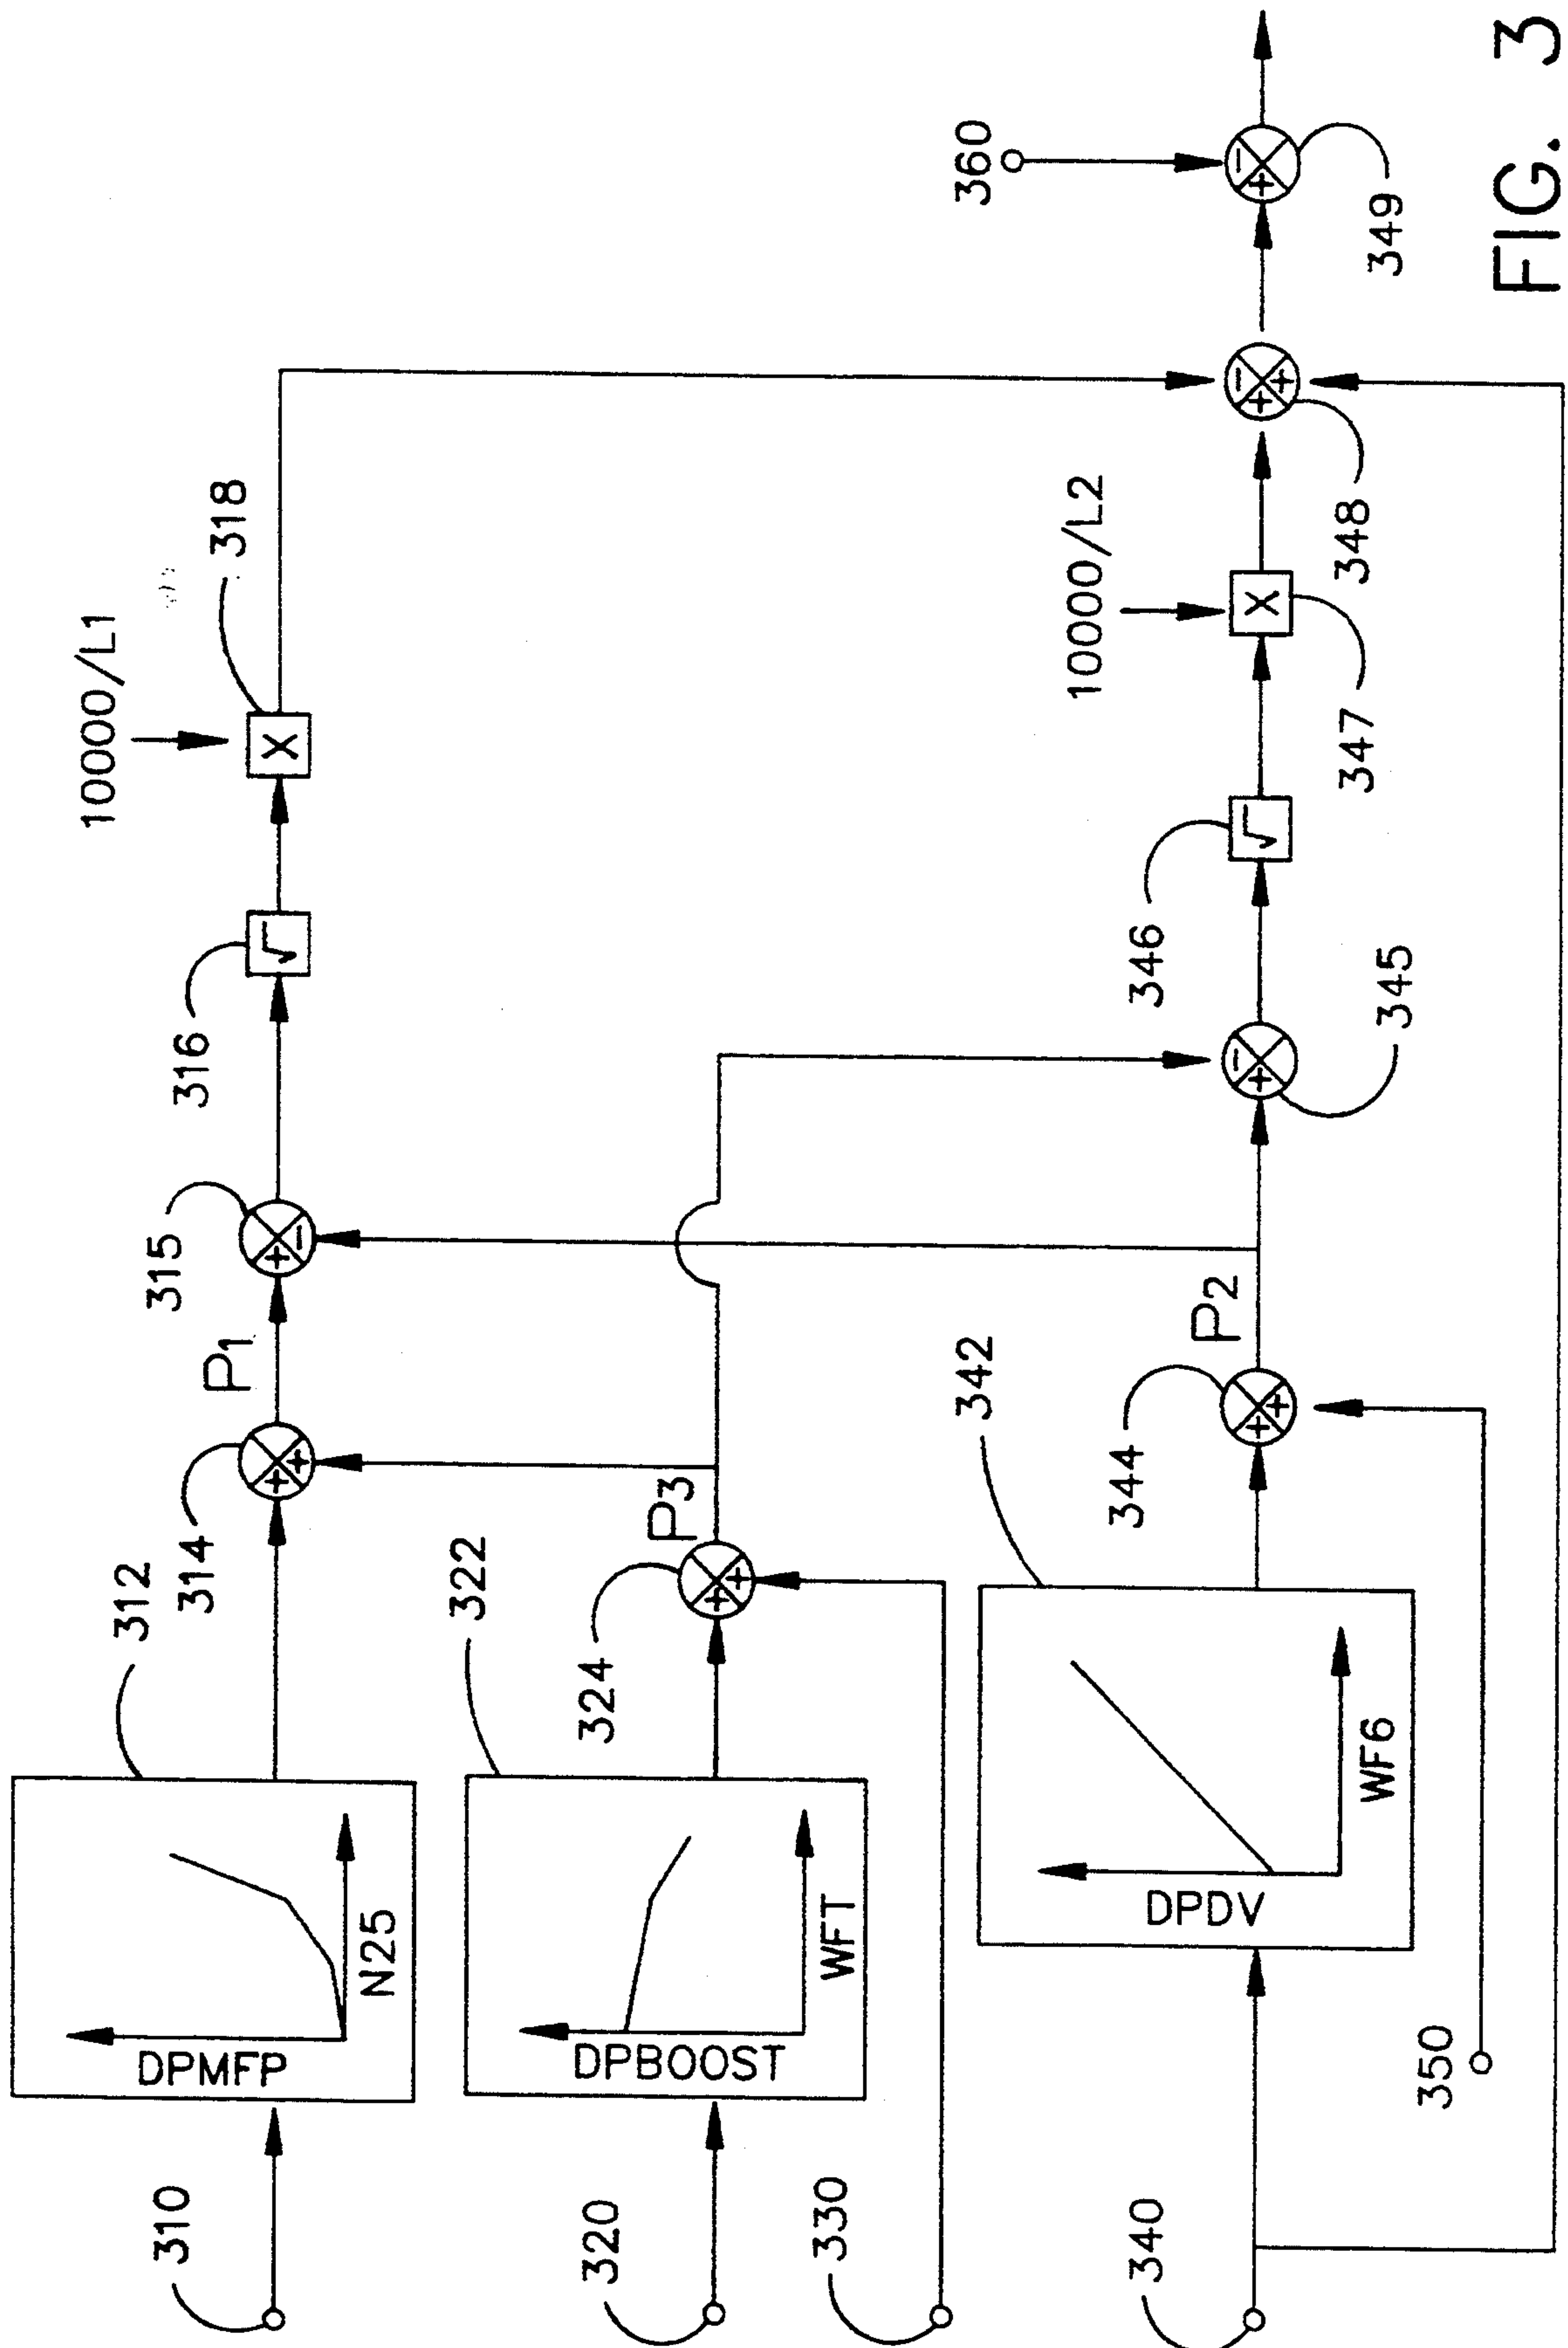 310
DPMFP
N25
312
314
P1
315
316
10000/L1
X
318
320
DPBOOST
WFT
322
324
P3
330
340
DPDV
WF6
342
344
P2
345
346
10000/L2
X
347
348
360
349
350
FIG. 3